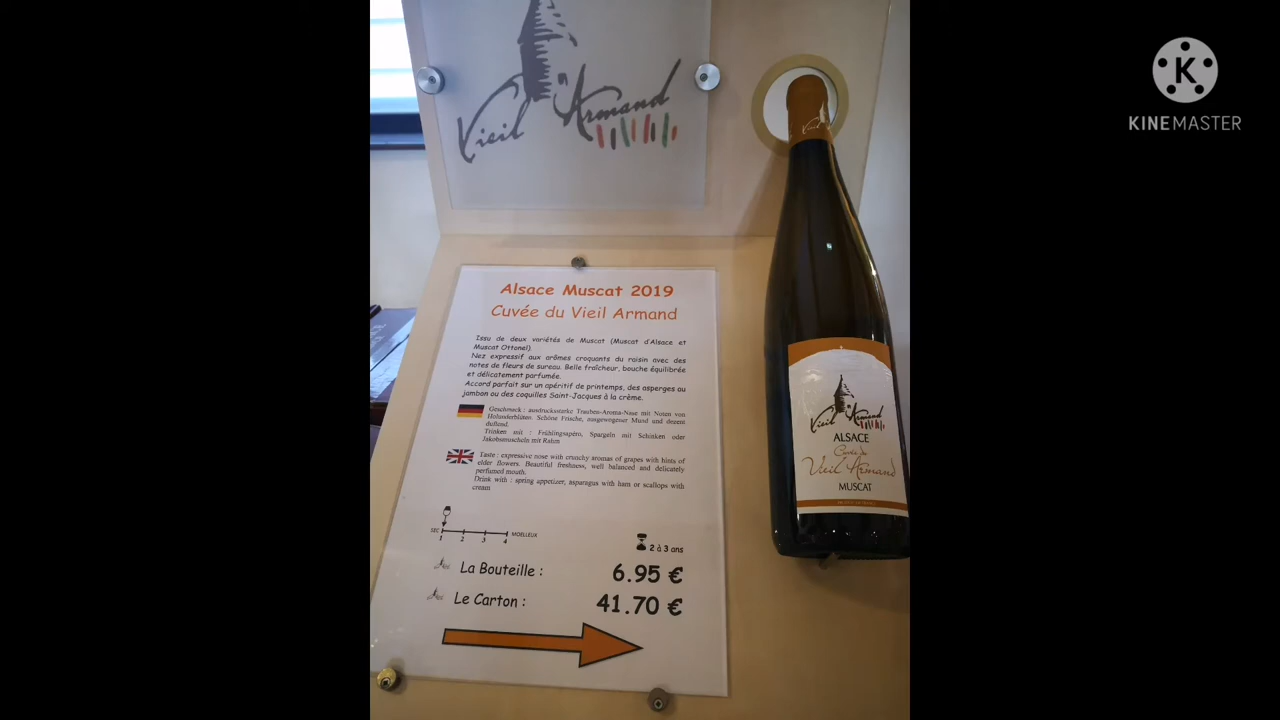 Vieil Armand
KINEMASTER
Alsace Muscat 2019
Cuvée du Vieil Armand
Issu de deux variétés de Muscat (Muscat d'Alsace et
Muscat Ottonel)
Nez expressif aux arômes croquants du raisin avec des
notes de fleurs de sureau. Belle fraîcheur, bouche équilibrée
et délicatement parfumée.
Accord parfait sur un apéritif de printemps, des asperges au
jambon ou des coquilles Saint-Jacques à la crème.
Geschmack : ausdrucksstarke Trauben-Aroma-Nase mit Noten von
Holunderblüten. Schöne Frische, ausgewogener Mund und dezent
duftend.
Trinken mit : Frühlingsapéro, Spargeln mit Schinken oder
Jakobsmuscheln mit Rahm
Taste : expressive nose with crunchy aromas of grapes with hints of
elder flowers. Beautiful freshness, well balanced and delicately
perfumed mouth.
Drink with : spring appetizer, asparagus with ham or scallops with
cream
SEC 1 2 3 4 MOELLEUX
2 à 3 ans
La Bouteille : 6.95 €
Le Carton : 41.70 €
Vieil Armand
ALSACE
Cuvée du
Vieil Armand
MUSCAT